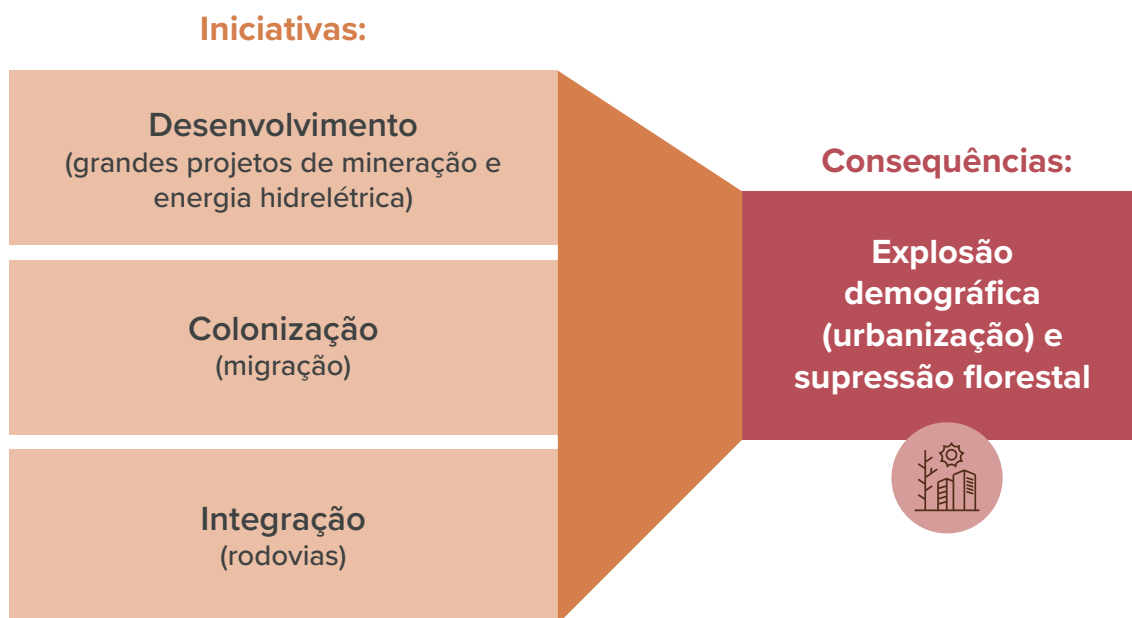 Iniciativas:
Desenvolvimento
(grandes projetos de mineração e
energia hidrelétrica)
Colonização
(migração)
Integração
(rodovias)
Consequências:
Explosão
demográfica
(urbanização) e
supressão florestal